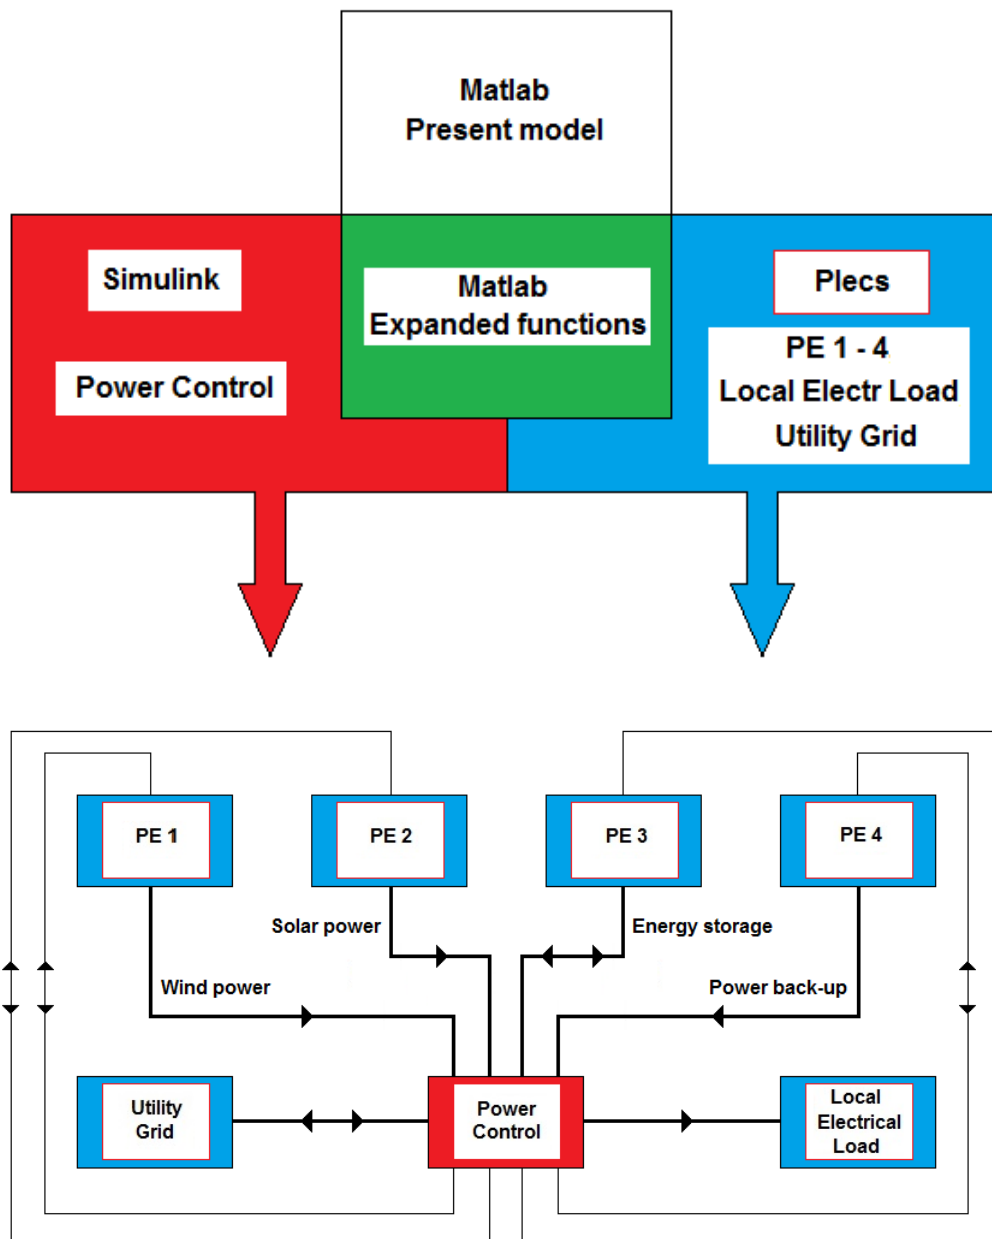 Matlab
Present model
Simulink
Power Control
Matlab
Expanded functions
Plecs
PE 1 - 4
Local Electr Load
Utility Grid
PE 1
PE 2
PE 3
PE 4
Solar power
Energy storage
Wind power
Power back-up
Utility
Grid
Power
Control
Local
Electrical
Load